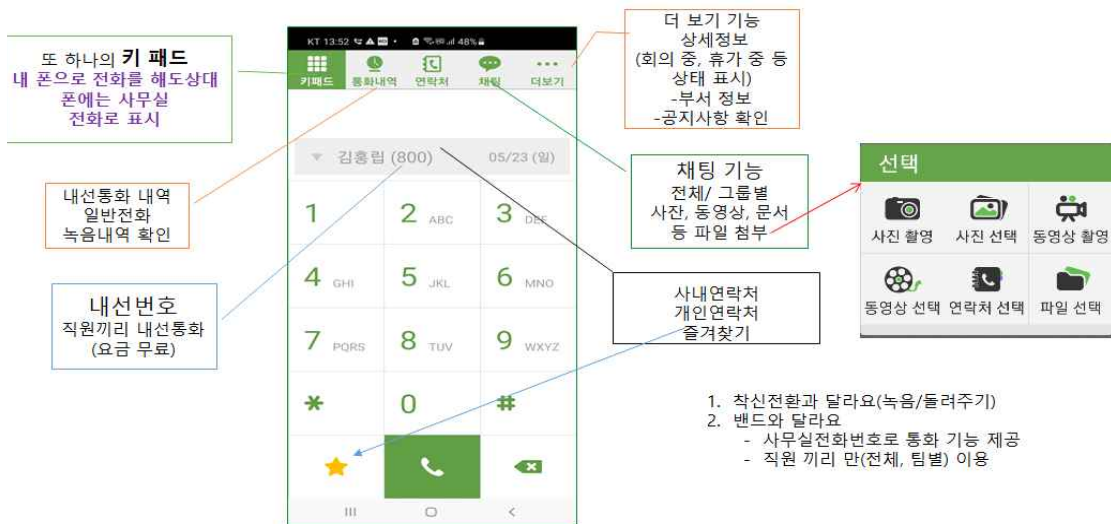 또 하나의 키 패드
내 폰으로 전화를 해도상대
폰에는 사무실
전화로 표시
내선통화 내역
일반전화
녹음내역 확인
내선번호
직원끼리 내선통화
(요금 무료)
KT 13:52
48%
키패드 통화내역 연락처 채팅 더보기
김홍립 (800) 05/23 (일)
1 2 ABC 3 DEF
4 GHI 5 JKL 6 MNO
7 PQRS 8 TUV 9 WXYZ
* 0 #
더 보기 기능
상세정보
(회의 중, 휴가 중 등
상태 표시)
-부서 정보
-공지사항 확인
채팅 기능
전체/ 그룹별
사잔, 동영상, 문서
등 파일 첨부
사내연락처
개인연락처
즐겨찾기
선택
사진 촬영 사진 선택 동영상 촬영
동영상 선택 연락처 선택 파일 선택
1. 착신전환과 달라요(녹음/돌려주기)
2. 밴드와 달라요
- 사무실전화번호로 통화 기능 제공
- 직원 끼리 만(전체, 팀별) 이용